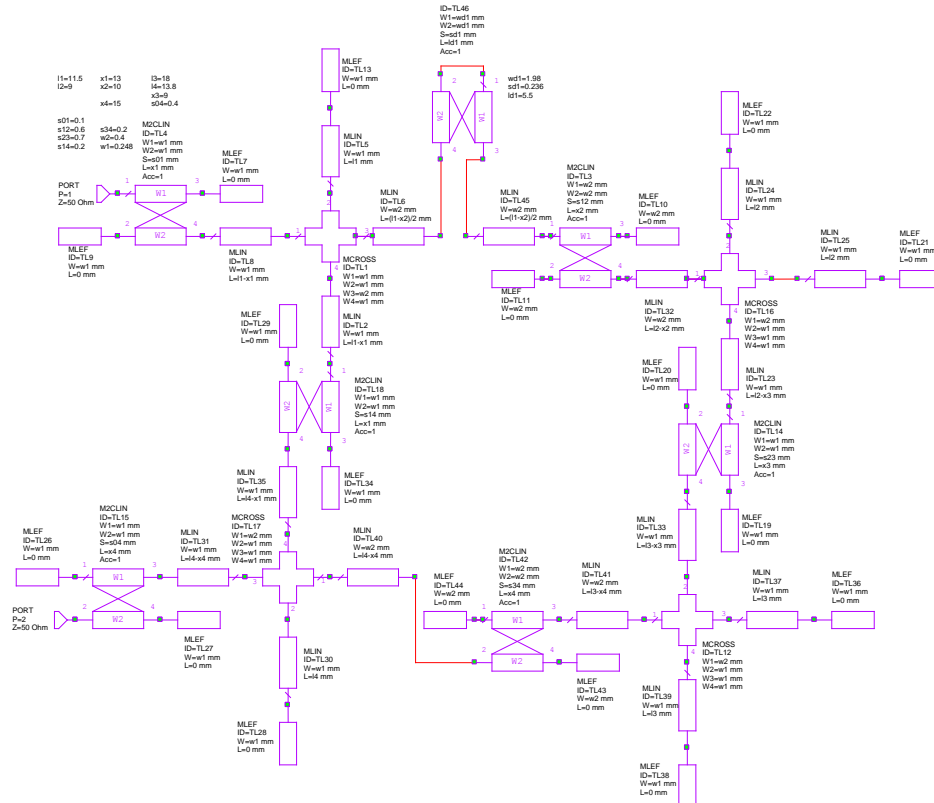 ID=TL46
W1=wd1 mm
W2=wd1 mm
S=sd1 mm
L=ld1 mm
Acc=1
wd1=1.98
sd1=0.236
ld1=5.5
l1=11.5 x1=13 l3=18
l2=9 x2=10 l4=13.8
x3=9
x4=15 s04=0.4
s01=0.1
s12=0.6 s34=0.2
s23=0.7 w2=0.4
s14=0.2 w1=0.248
MLEF
ID=TL13
W=w1 mm
L=0 mm
MLIN
ID=TL5
W=w1 mm
L=l1 mm
M2CLIN
ID=TL4
W1=w1 mm
W2=w1 mm
S=s01 mm
L=x1 mm
Acc=1
MLEF
ID=TL7
W=w1 mm
L=0 mm
PORT
P=1
Z=50 Ohm
MLEF
ID=TL9
W=w1 mm
L=0 mm
MLIN
ID=TL8
W=w1 mm
L=l1-x1 mm
MLIN
ID=TL6
W=w2 mm
L=(l1-x2)/2 mm
MCROSS
ID=TL1
W1=w1 mm
W2=w1 mm
W3=w2 mm
W4=w1 mm
MLIN
ID=TL45
W=w2 mm
L=(l1-x2)/2 mm
M2CLIN
ID=TL3
W1=w2 mm
W2=w2 mm
S=s12 mm
L=x2 mm
Acc=1
MLEF
ID=TL10
W=w2 mm
L=0 mm
MLEF
ID=TL11
W=w2 mm
L=0 mm
MLIN
ID=TL32
W=w2 mm
L=l2-x2 mm
MLEF
ID=TL22
W=w1 mm
L=0 mm
MLIN
ID=TL24
W=w1 mm
L=l2 mm
MLIN
ID=TL25
W=w1 mm
L=l2 mm
MLEF
ID=TL21
W=w1 mm
L=0 mm
MCROSS
ID=TL16
W1=w2 mm
W2=w1 mm
W3=w1 mm
W4=w1 mm
MLEF
ID=TL29
W=w1 mm
L=0 mm
MLIN
ID=TL2
W=w1 mm
L=l1-x1 mm
M2CLIN
ID=TL18
W1=w1 mm
W2=w1 mm
S=s14 mm
L=x1 mm
Acc=1
MLEF
ID=TL34
W=w1 mm
L=0 mm
MLIN
ID=TL35
W=w1 mm
L=l4-x1 mm
MLEF
ID=TL20
W=w1 mm
L=0 mm
MLIN
ID=TL23
W=w1 mm
L=l2-x3 mm
M2CLIN
ID=TL14
W1=w1 mm
W2=w1 mm
S=s23 mm
L=x3 mm
Acc=1
MLIN
ID=TL33
W=w1 mm
L=l3-x3 mm
MLEF
ID=TL19
W=w1 mm
L=0 mm
MLEF
ID=TL26
W=w1 mm
L=0 mm
M2CLIN
ID=TL15
W1=w1 mm
W2=w1 mm
S=s04 mm
L=x4 mm
Acc=1
MLIN
ID=TL31
W=w1 mm
L=l4-x4 mm
MCROSS
ID=TL17
W1=w2 mm
W2=w1 mm
W3=w1 mm
W4=w1 mm
MLIN
ID=TL40
W=w2 mm
L=l4-x4 mm
PORT
P=2
Z=50 Ohm
MLEF
ID=TL27
W=w1 mm
L=0 mm
MLIN
ID=TL30
W=w1 mm
L=l4 mm
MLEF
ID=TL28
W=w1 mm
L=0 mm
MLEF
ID=TL44
W=w2 mm
L=0 mm
M2CLIN
ID=TL42
W1=w2 mm
W2=w2 mm
S=s34 mm
L=x4 mm
Acc=1
MLIN
ID=TL41
W=w2 mm
L=l3-x4 mm
MLEF
ID=TL43
W=w2 mm
L=0 mm
MLIN
ID=TL37
W=w1 mm
L=l3 mm
MLEF
ID=TL36
W=w1 mm
L=0 mm
MCROSS
ID=TL12
W1=w2 mm
W2=w1 mm
W3=w1 mm
W4=w1 mm
MLIN
ID=TL39
W=w1 mm
L=l3 mm
MLEF
ID=TL38
W=w1 mm
L=0 mm